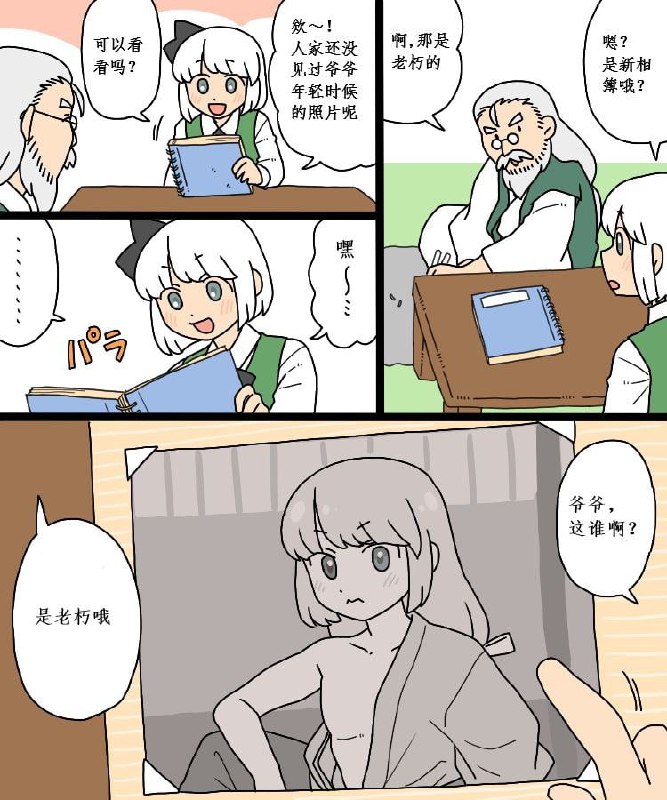 嗯？
是新相
簿哦？
啊,那是
老朽的
欸～！
人家还没
见过爷爷
年轻时候
的照片呢
可以看
看吗？
嘿～…
………
パラ
爷爷，
这谁啊？
是老朽哦